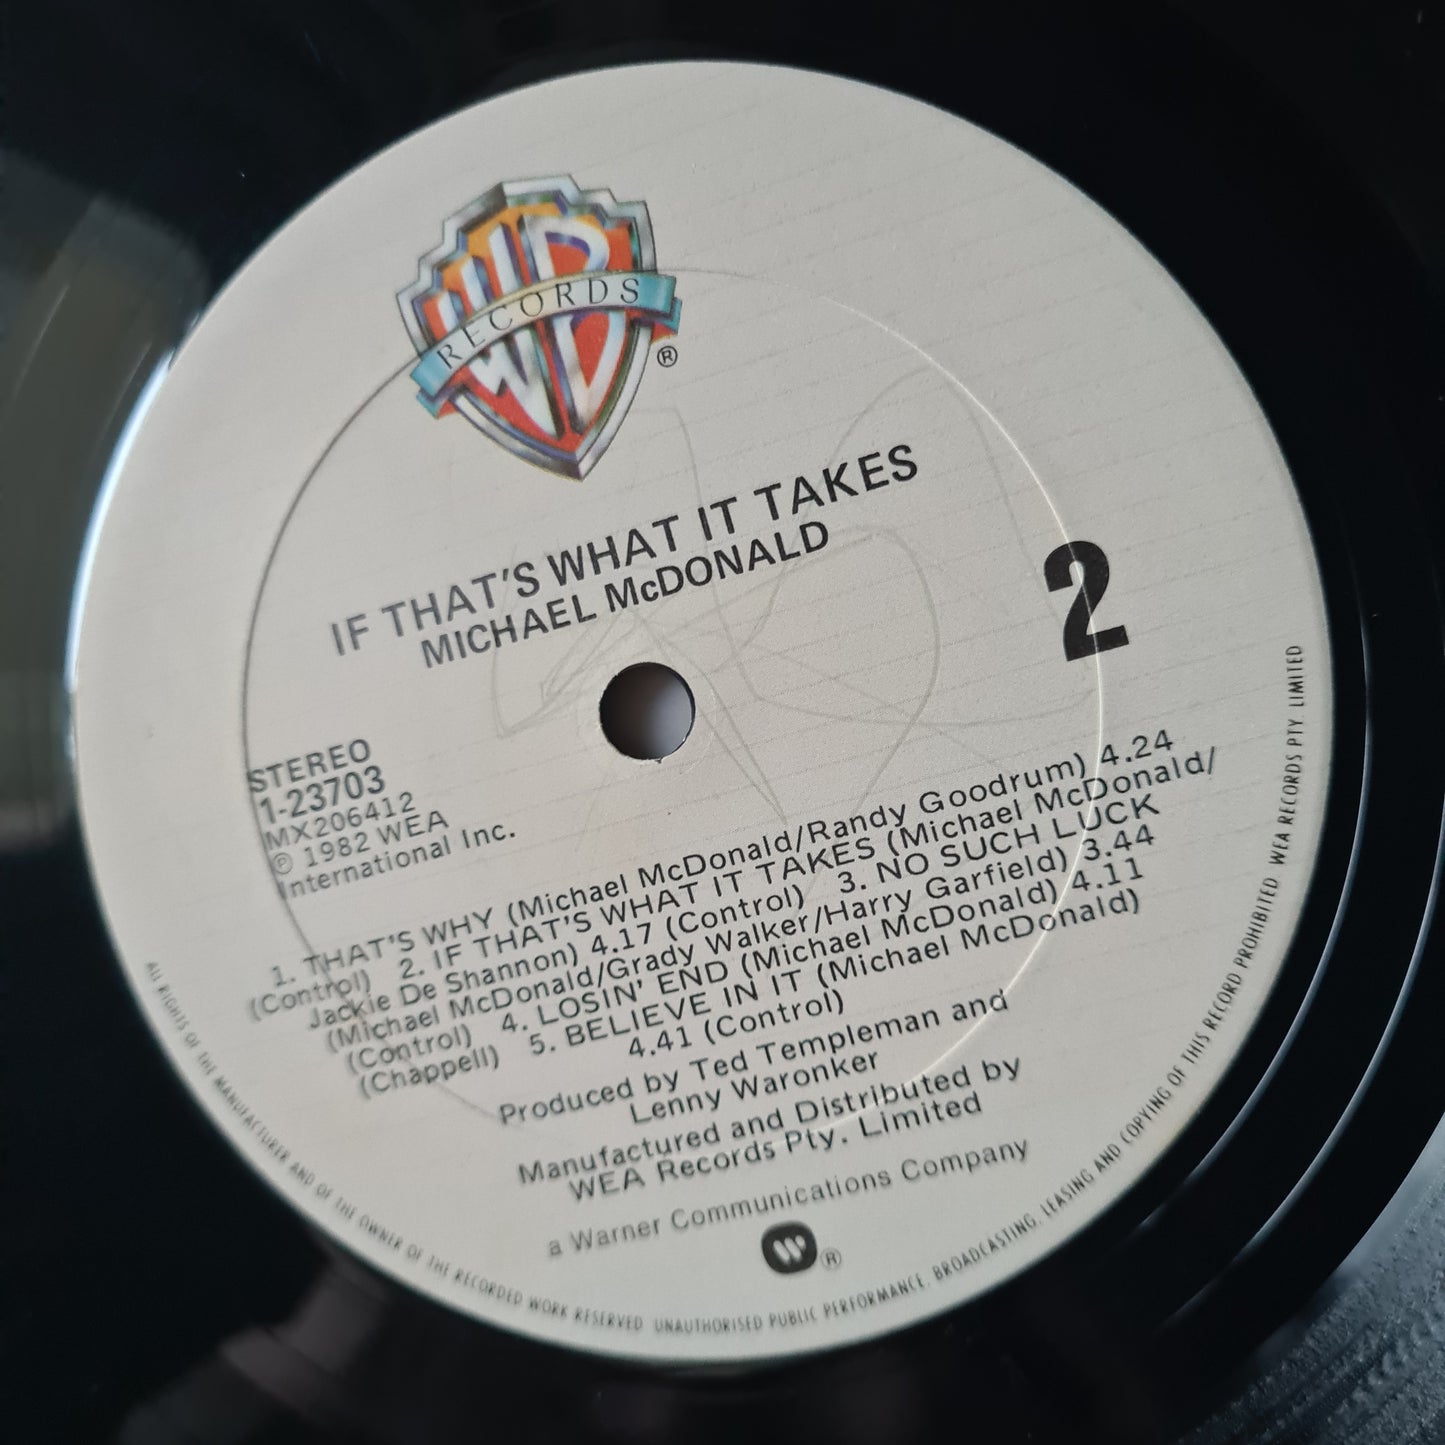 WB
RECORDS
®
IF THAT'S WHAT IT TAKES
MICHAEL McDONALD
2
STEREO
1-23703
MX206412
℗ 1982 WEA
International Inc.
1. THAT'S WHY (Michael McDonald/Randy Goodrum) 4.24
(Control) 2. IF THAT'S WHAT IT TAKES (Michael McDonald/
Jackie De Shannon) 4.17 (Control) 3. NO SUCH LUCK
(Michael McDonald/Grady Walker/Harry Garfield) 3.44
(Control) 4. LOSIN' END (Michael McDonald) 4.11
(Chappell) 5. BELIEVE IN IT (Michael McDonald)
4.41 (Control)
Produced by Ted Templeman and
Lenny Waronker
Manufactured and Distributed by
WEA Records Pty. Limited
a Warner Communications Company
W ®
ALL RIGHTS OF THE MANUFACTURER AND OF THE OWNER OF THE RECORDED WORK RESERVED UNAUTHORISED PUBLIC PERFORMANCE, BROADCASTING, LEASING AND COPYING OF THIS RECORD PROHIBITED WEA RECORDS PTY. LIMITED